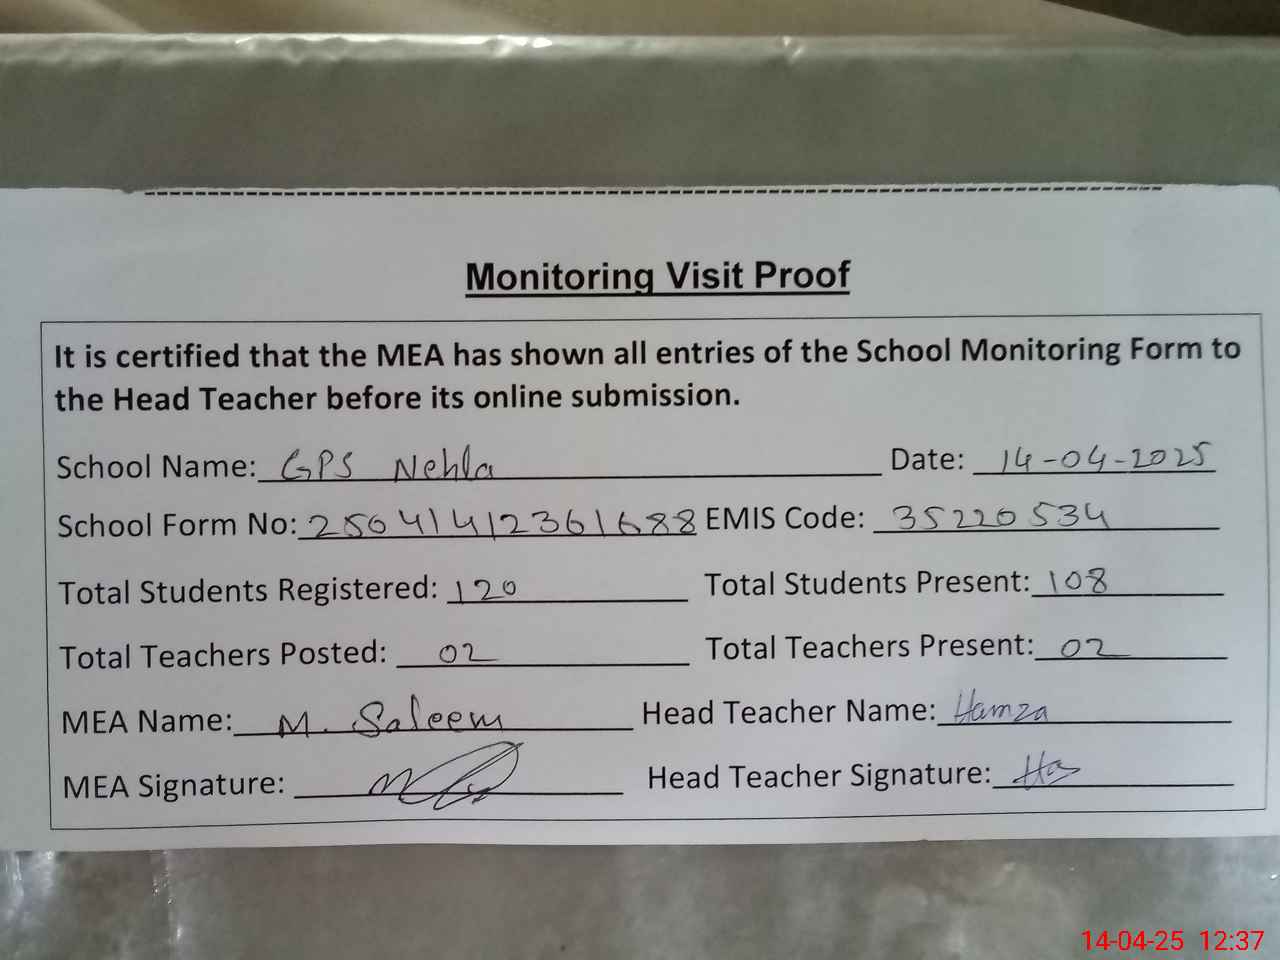 Monitoring Visit Proof
It is certified that the MEA has shown all entries of the School Monitoring Form to
the Head Teacher before its online submission.
School Name: GPS Nehla Date: 14-04-2025
School Form No: 25041412361688 EMIS Code: 35220534
Total Students Registered: 120 Total Students Present: 108
Total Teachers Posted: 02 Total Teachers Present: 02
MEA Name: M. Saleem Head Teacher Name: Hamza
MEA Signature: Head Teacher Signature:
14-04-25 12:37